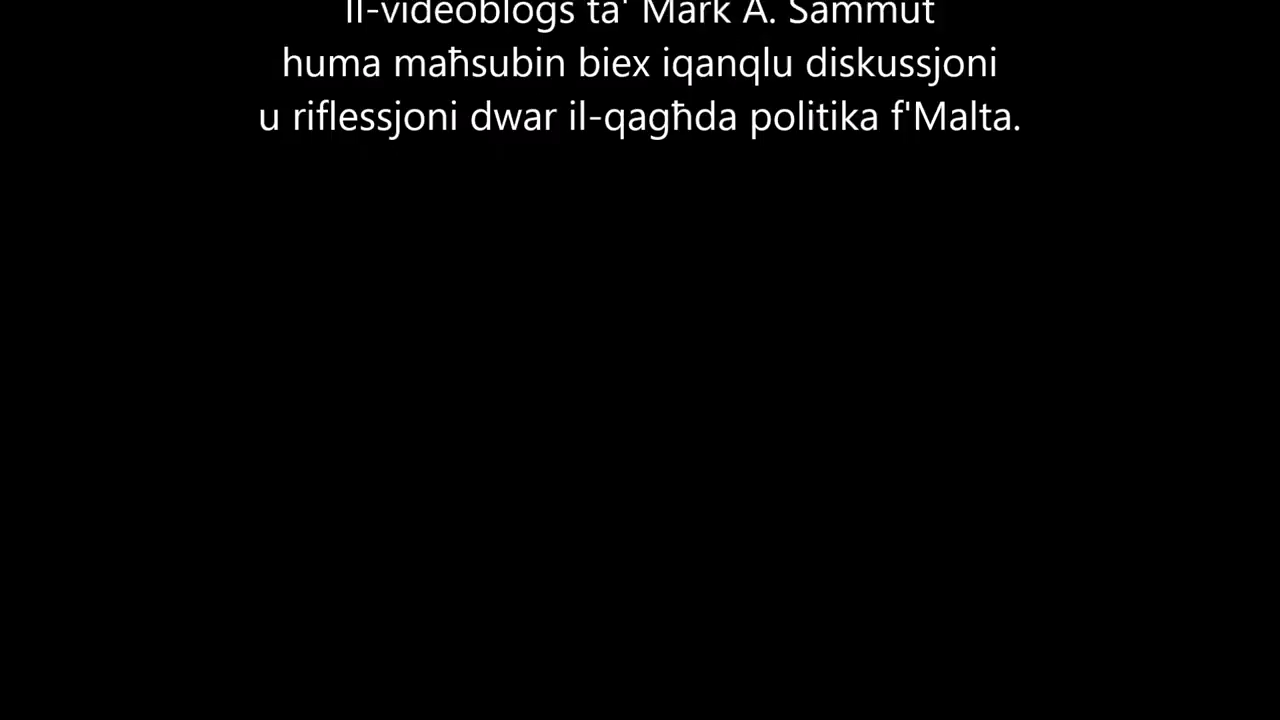 Il-videoblogs ta' Mark A. Sammut
huma maħsubin biex iqanqlu diskussjoni
u riflessjoni dwar il-qagħda politika f'Malta.